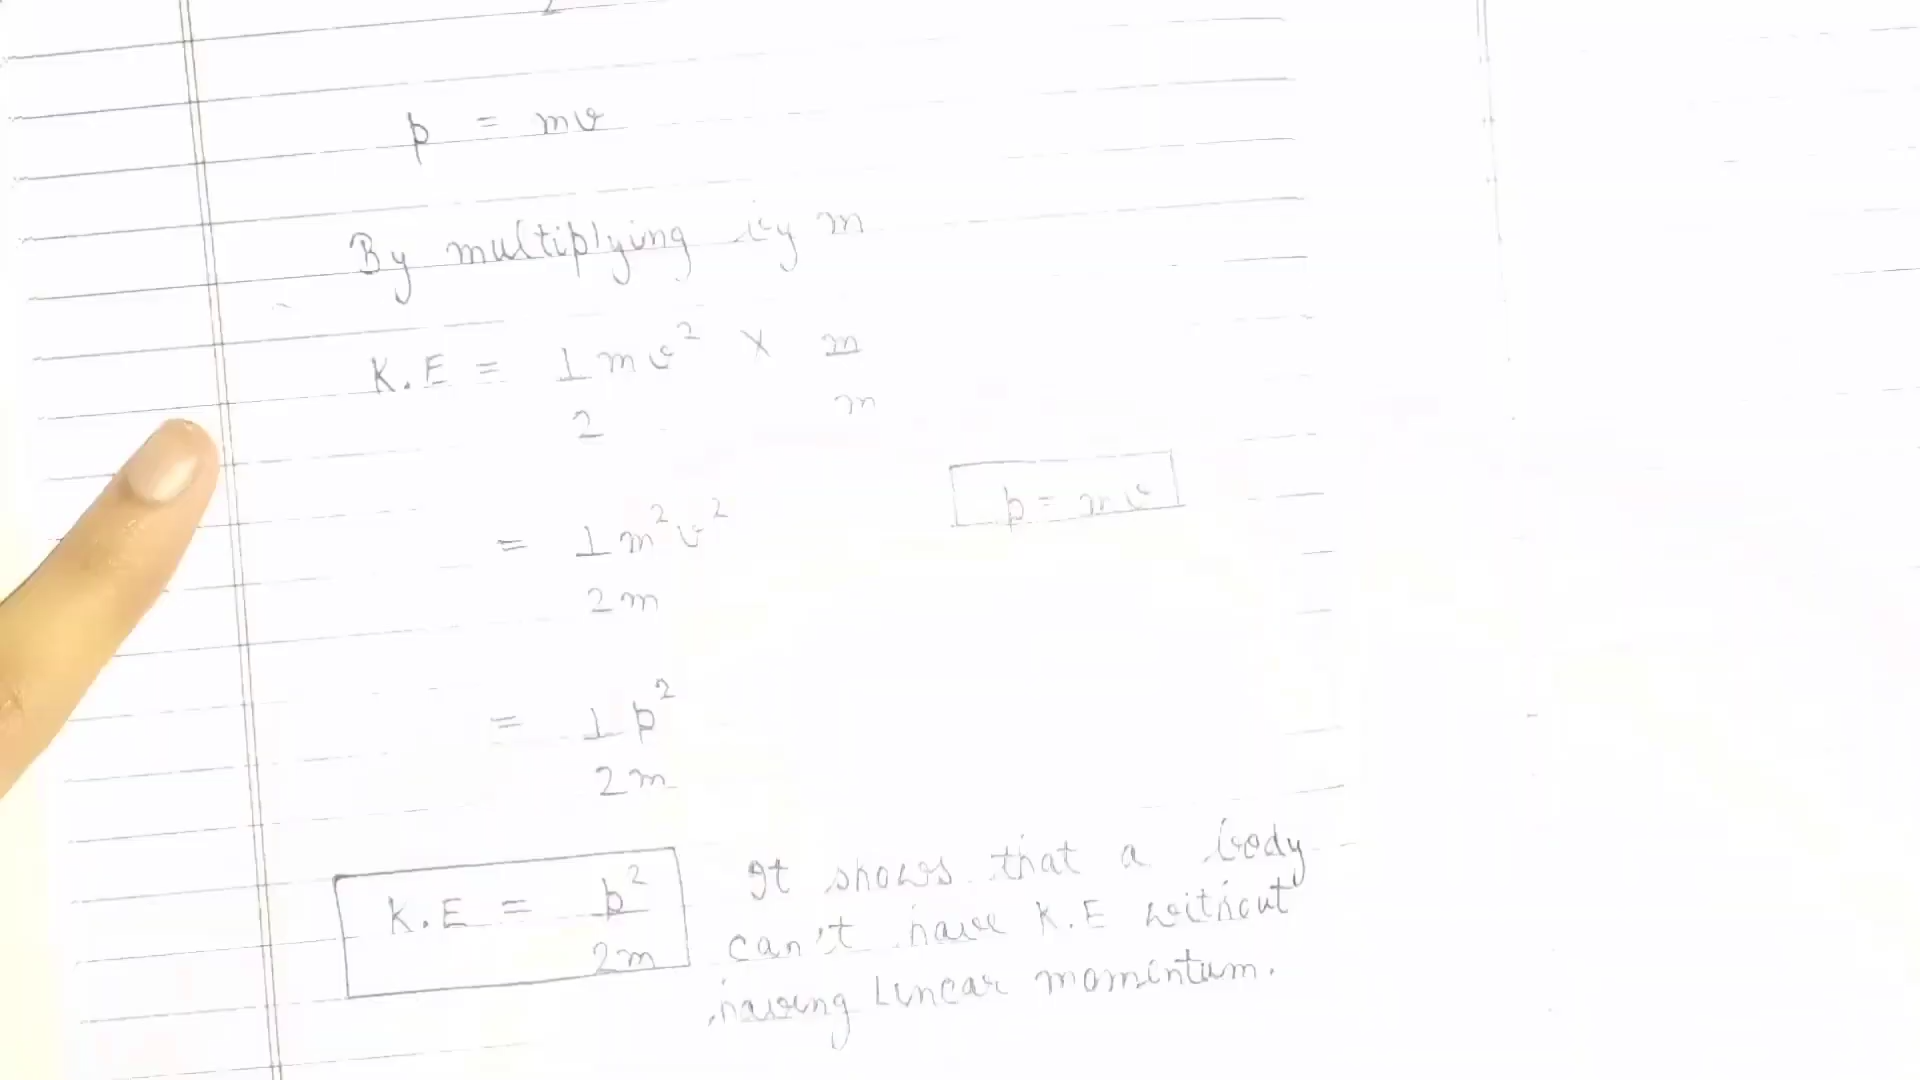 p = mv
By multiplying by m
K.E = 1 mv² × m
2 m
= 1 m²v²
2m
p = mv
= 1 p²
2m
K.E = p²
2m
It shows that a body
can't have K.E without
having Linear momentum.